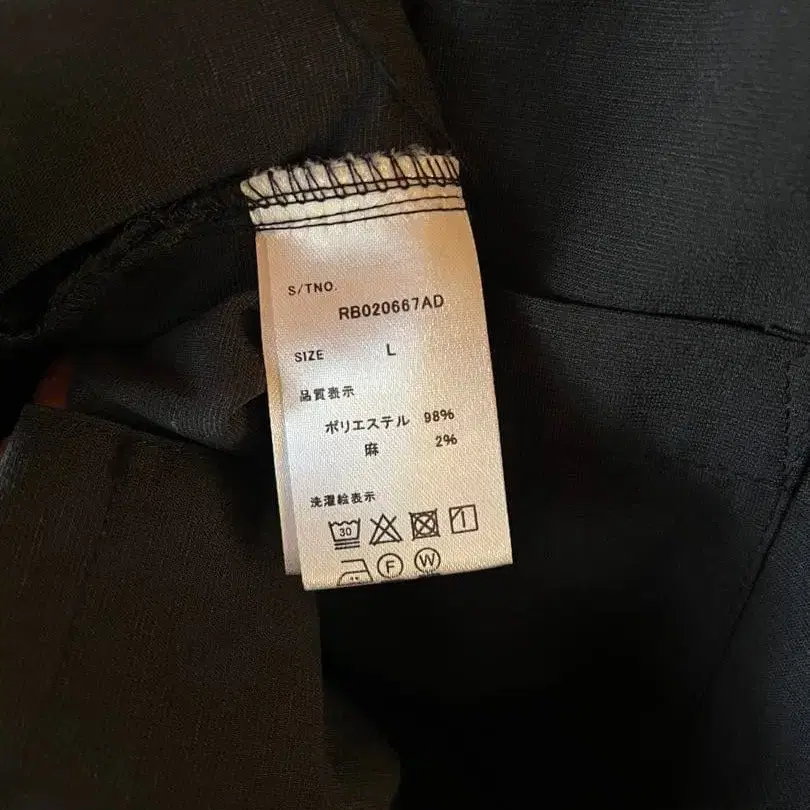 S/TNO.
RB020667AD
SIZE L
品質表示
ポリエステル 98%
麻 2%
洗濯絵表示
30
F W